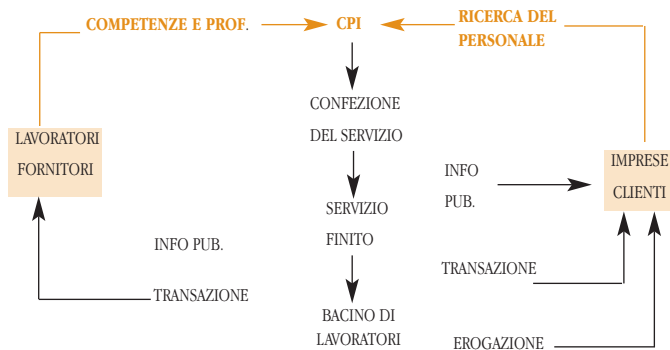 COMPETENZE E PROF.
CPI
RICERCA DEL
PERSONALE
CONFEZIONE
DEL SERVIZIO
LAVORATORI
FORNITORI
INFO
PUB.
IMPRESE
CLIENTI
SERVIZIO
FINITO
INFO PUB.
TRANSAZIONE
TRANSAZIONE
BACINO DI
LAVORATORI
EROGAZIONE